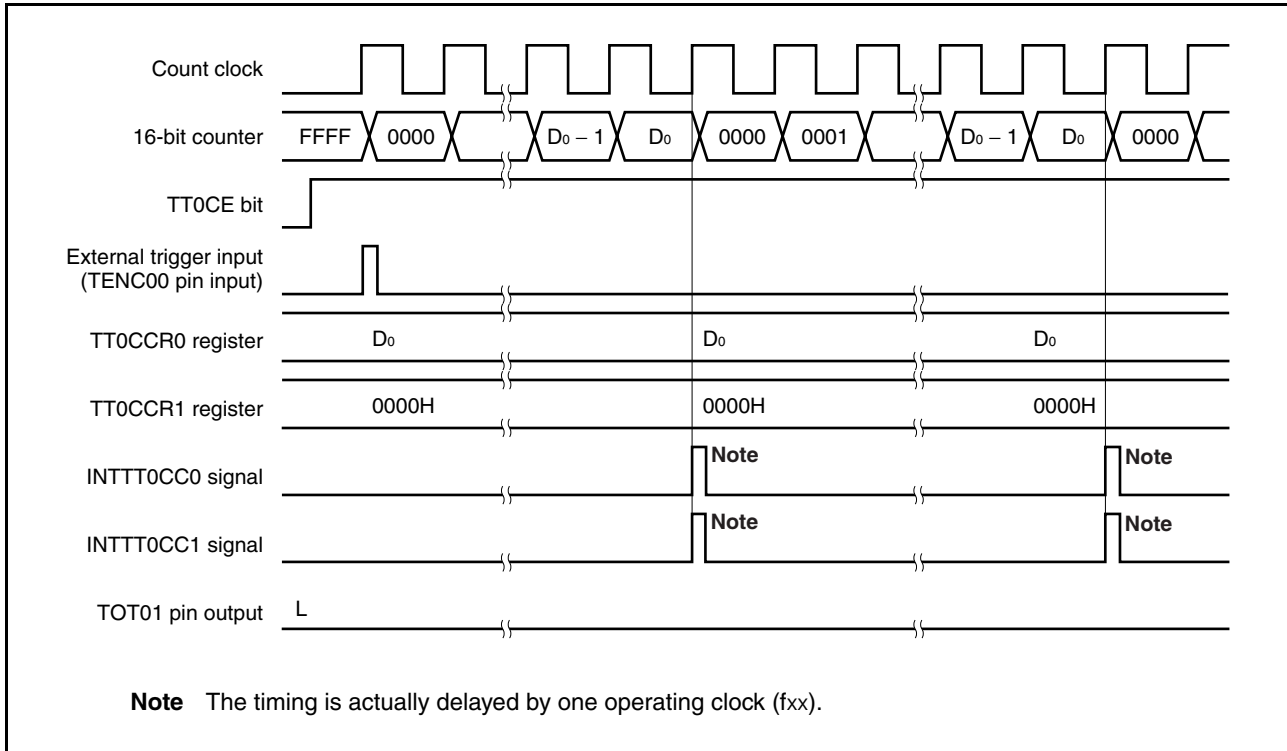 Count clock
16-bit counter FFFF 0000 D₀ − 1 D₀ 0000 0001 D₀ − 1 D₀ 0000
TT0CE bit
External trigger input
(TENC00 pin input)
TT0CCR0 register D₀ D₀ D₀
TT0CCR1 register 0000H 0000H 0000H
INTTT0CC0 signal Note Note
INTTT0CC1 signal Note Note
TOT01 pin output L
Note The timing is actually delayed by one operating clock (fxx).